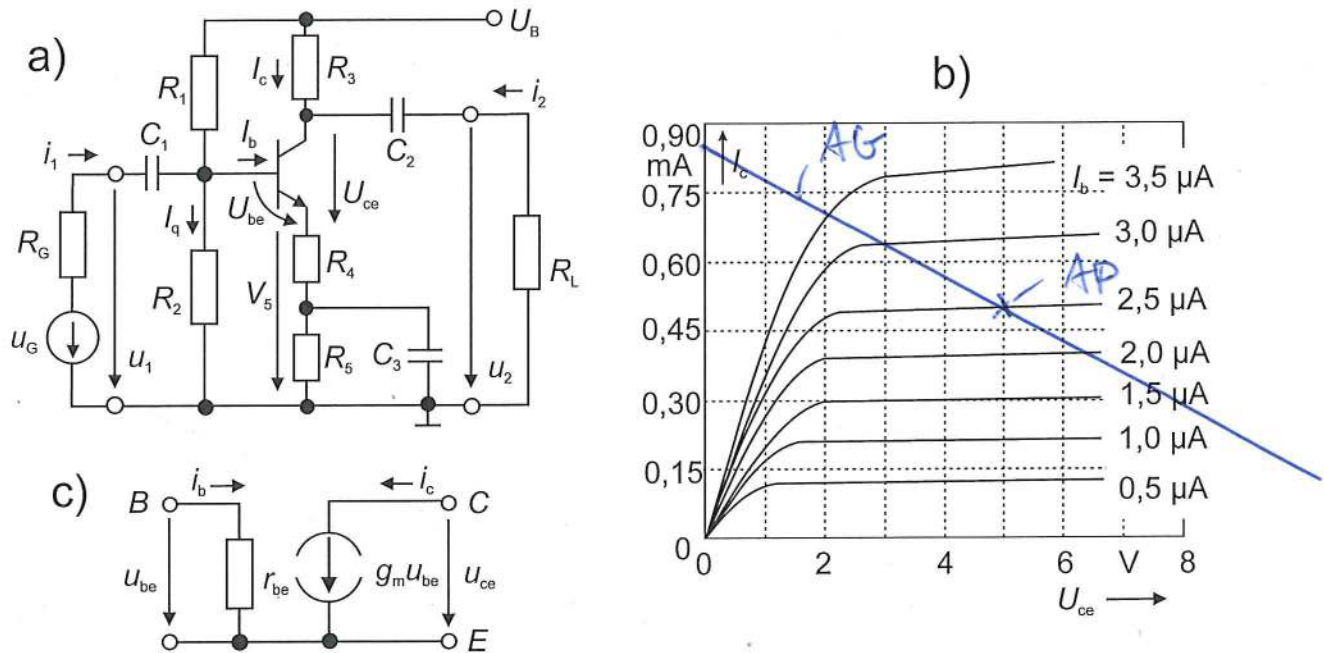 a)
U_B
R_1
I_c
R_3
i_2
i_1
C_1
I_b
C_2
U_be
U_ce
I_q
R_G
R_2
V_5
R_4
R_L
u_G
u_1
R_5
C_3
u_2
b)
0,90
mA
I_c
AG
I_b = 3,5 µA
0,75
3,0 µA
0,60
AP
2,5 µA
0,45
2,0 µA
0,30
1,5 µA
1,0 µA
0,15
0,5 µA
0
0 2 4 6 V 8
U_ce
c)
i_b
i_c
B
C
u_be
r_be
g_m u_be
u_ce
E